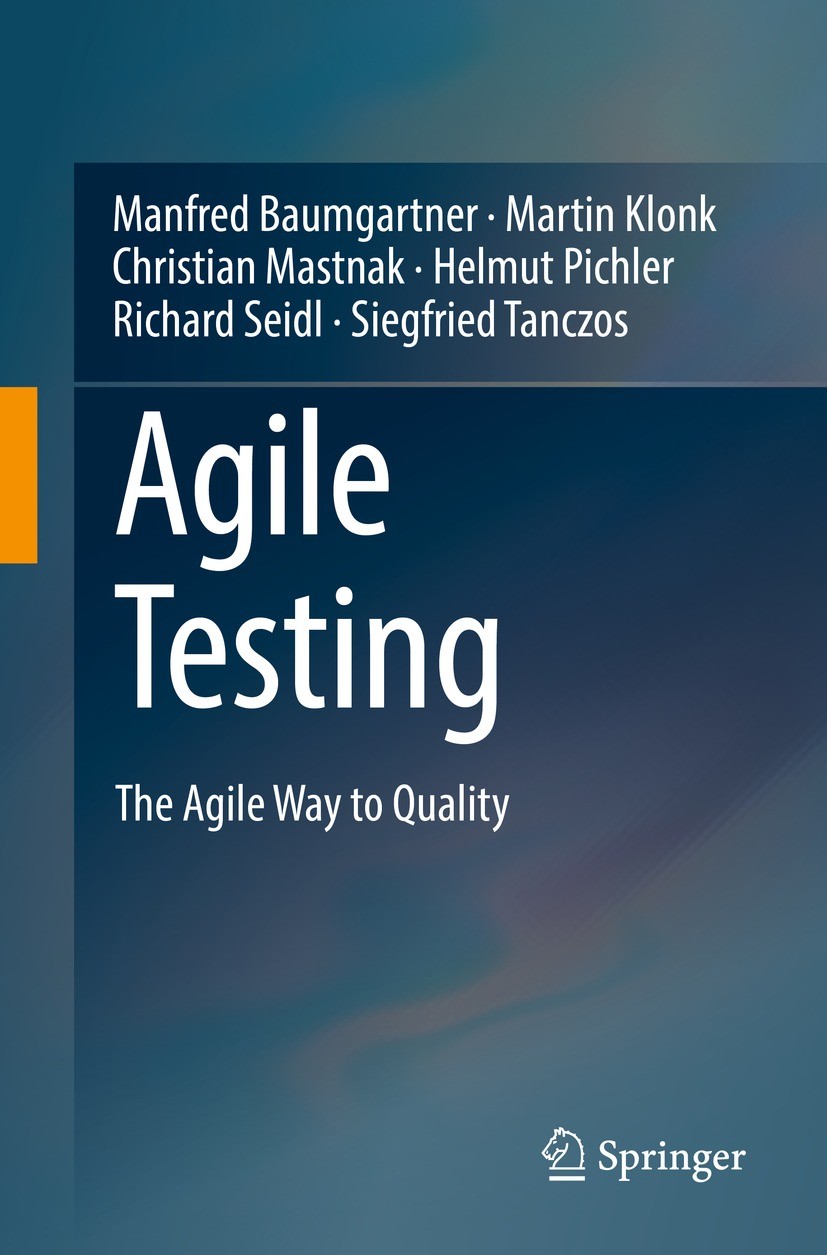 Manfred Baumgartner · Martin Klonk
Christian Mastnak · Helmut Pichler
Richard Seidl · Siegfried Tanczos
Agile
Testing
The Agile Way to Quality
Springer